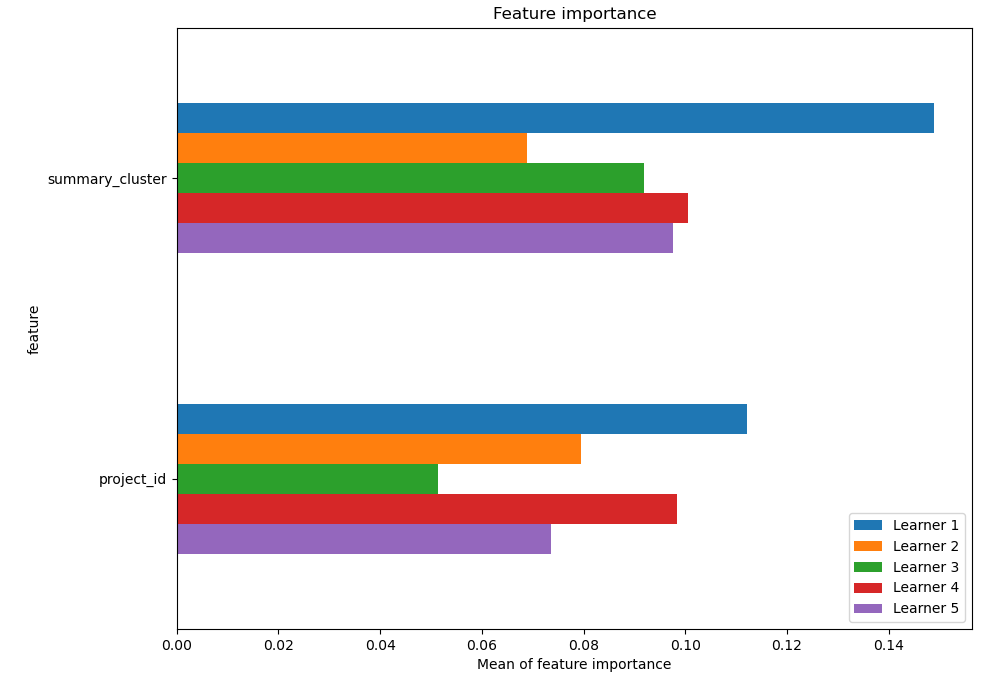 Feature importance
summary_cluster
feature
project_id
Learner 1
Learner 2
Learner 3
Learner 4
Learner 5
0.00 0.02 0.04 0.06 0.08 0.10 0.12 0.14
Mean of feature importance